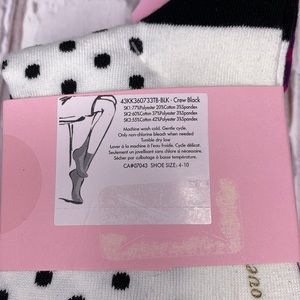 43KK360733TB-BLK - Crew Black
SK1:77%Polyester 20%Cotton 3%Spandex
SK2:60%Cotton 37%Polyester 3%Spandex
SK3:55%Cotton 42%Polyester 3%Spandex
Machine wash cold. Gentle cycle.
Only non-chlorine bleach when needed
Tumble dry low
Laver à la machine à l'eau froide. Cycle délicat.
Seulement un javellisant sans chlore si nécessaire.
Sécher par culbutage à basse température.
CA#07043 SHOE SIZE: 4-10